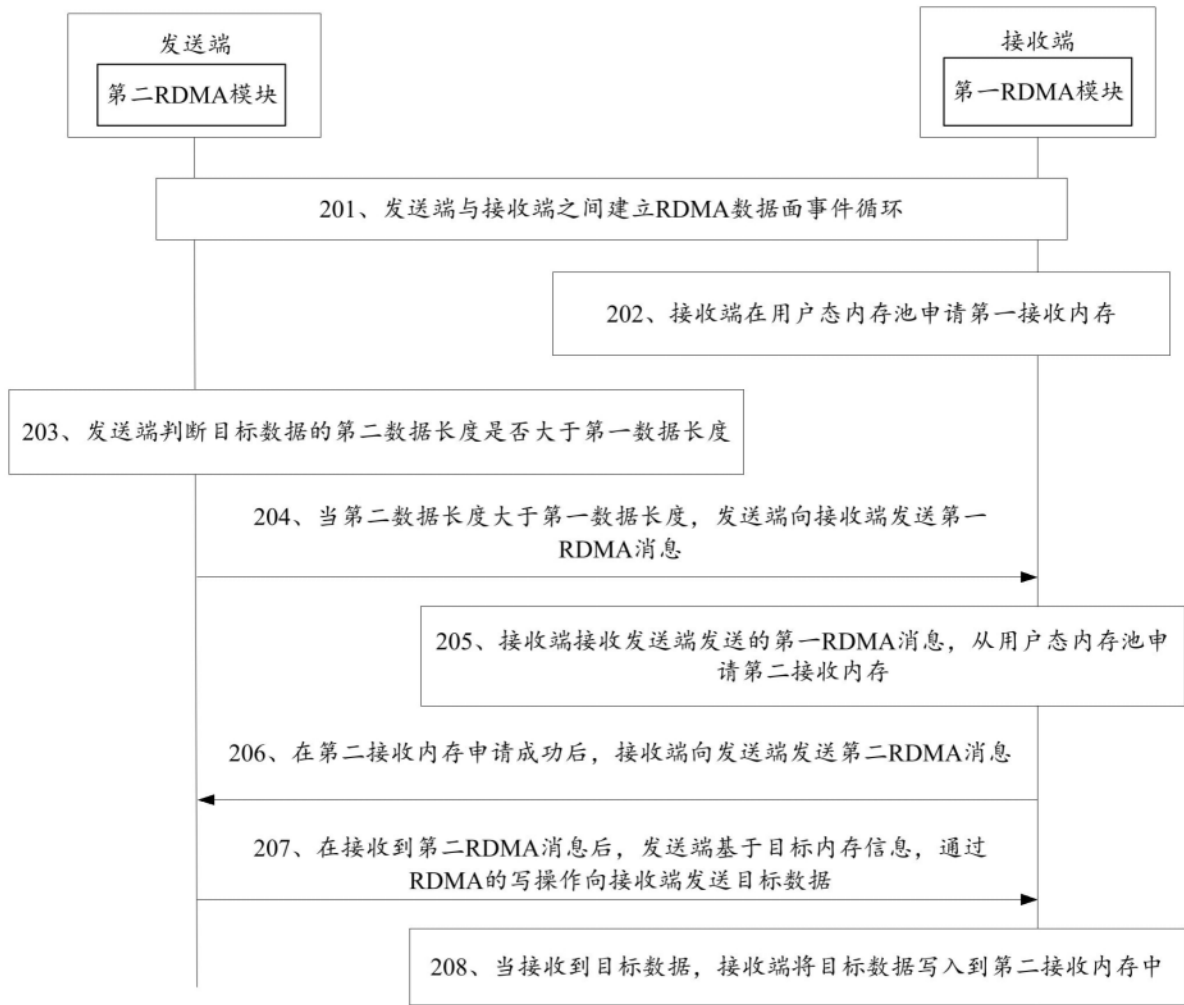 发送端
第二RDMA模块
接收端
第一RDMA模块
201、发送端与接收端之间建立RDMA数据面事件循环
202、接收端在用户态内存池申请第一接收内存
203、发送端判断目标数据的第二数据长度是否大于第一数据长度
204、当第二数据长度大于第一数据长度，发送端向接收端发送第一
RDMA消息
205、接收端接收发送端发送的第一RDMA消息，从用户态内存池申
请第二接收内存
206、在第二接收内存申请成功后，接收端向发送端发送第二RDMA消息
207、在接收到第二RDMA消息后，发送端基于目标内存信息，通过
RDMA的写操作向接收端发送目标数据
208、当接收到目标数据，接收端将目标数据写入到第二接收内存中